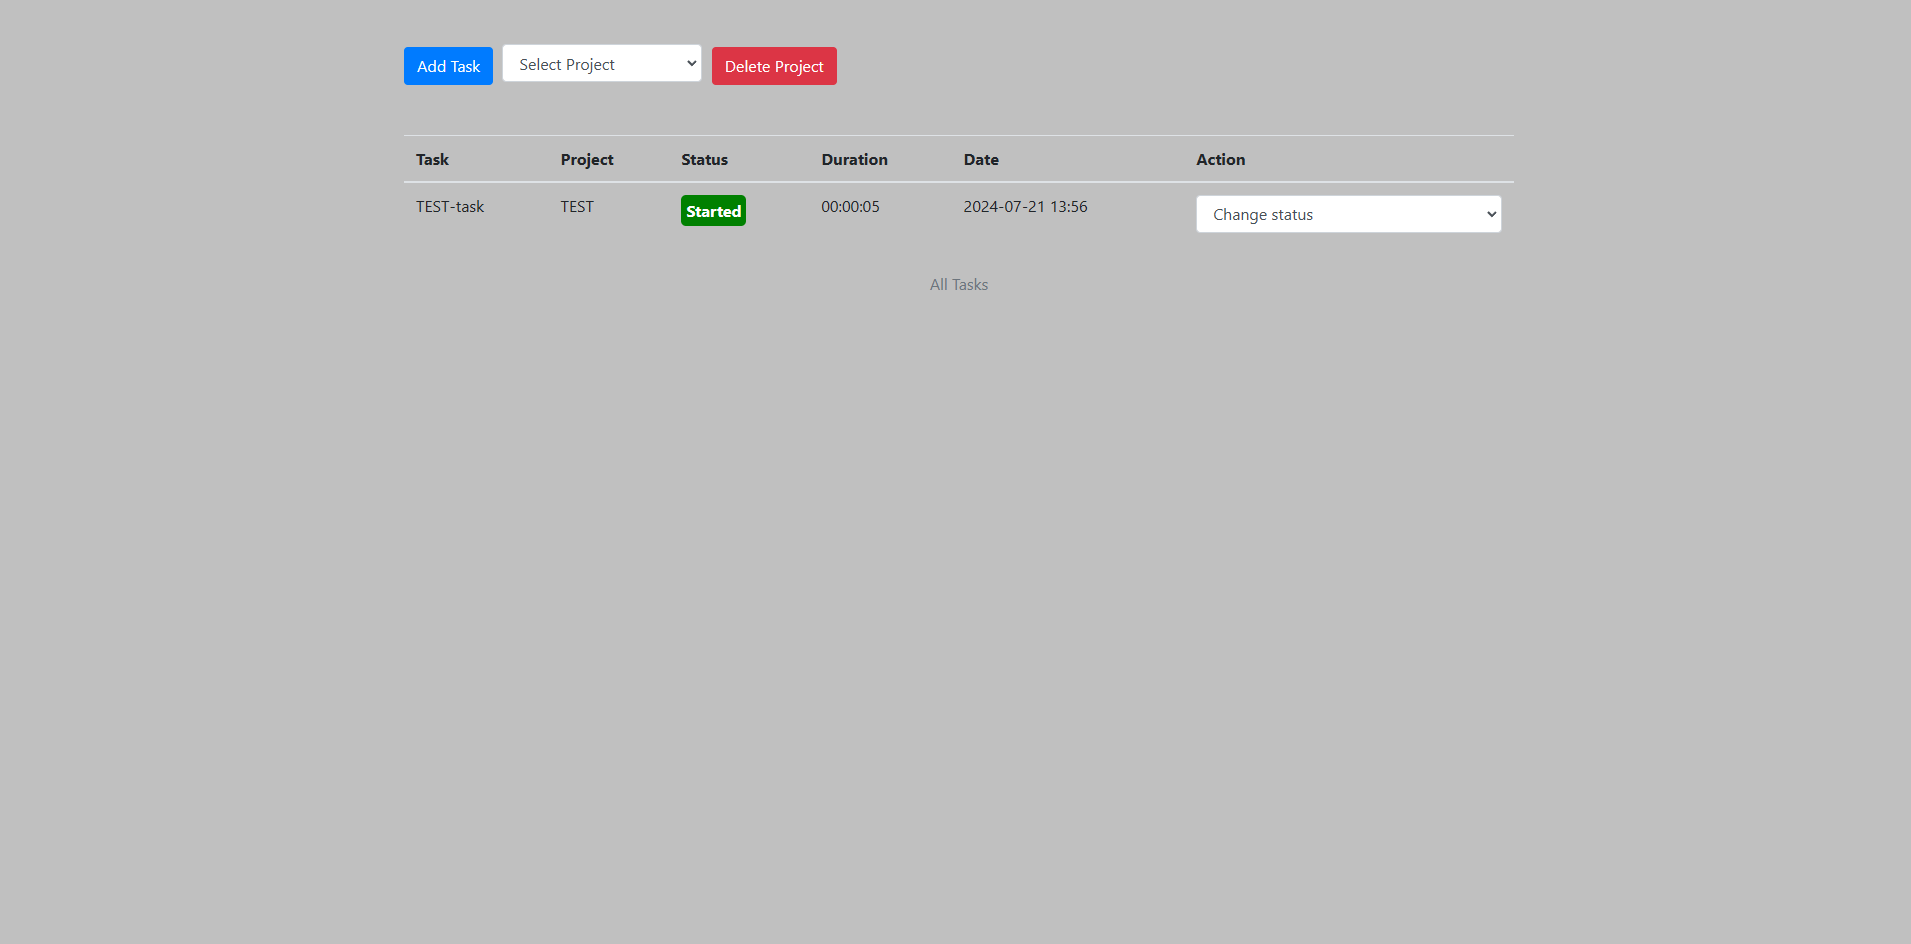 Add Task Select Project Delete Project
Task Project Status Duration Date Action
TEST-task TEST Started 00:00:05 2024-07-21 13:56 Change status
All Tasks